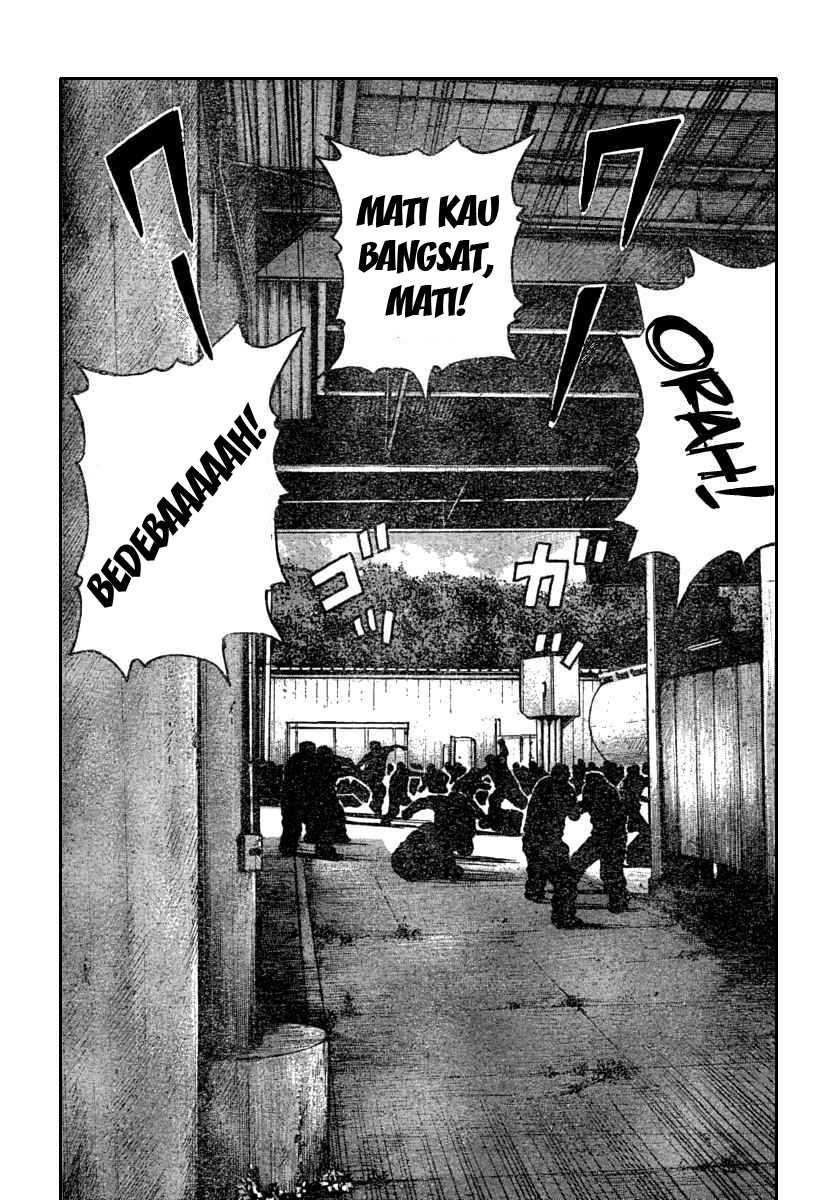 ORAH!
MATI KAU
BANGSAT,
MATI!
BEDEBAAAAAH!
ワー
ワー
ガッ
ゴッ